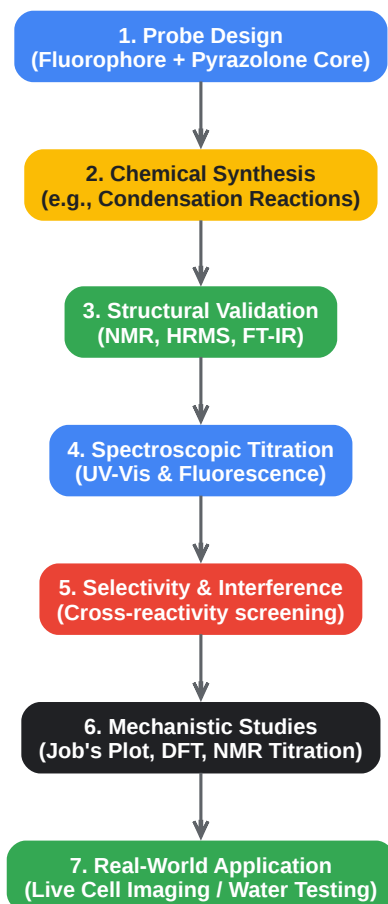 1. Probe Design
(Fluorophore + Pyrazolone Core)
2. Chemical Synthesis
(e.g., Condensation Reactions)
3. Structural Validation
(NMR, HRMS, FT-IR)
4. Spectroscopic Titration
(UV-Vis & Fluorescence)
5. Selectivity & Interference
(Cross-reactivity screening)
6. Mechanistic Studies
(Job's Plot, DFT, NMR Titration)
7. Real-World Application
(Live Cell Imaging / Water Testing)